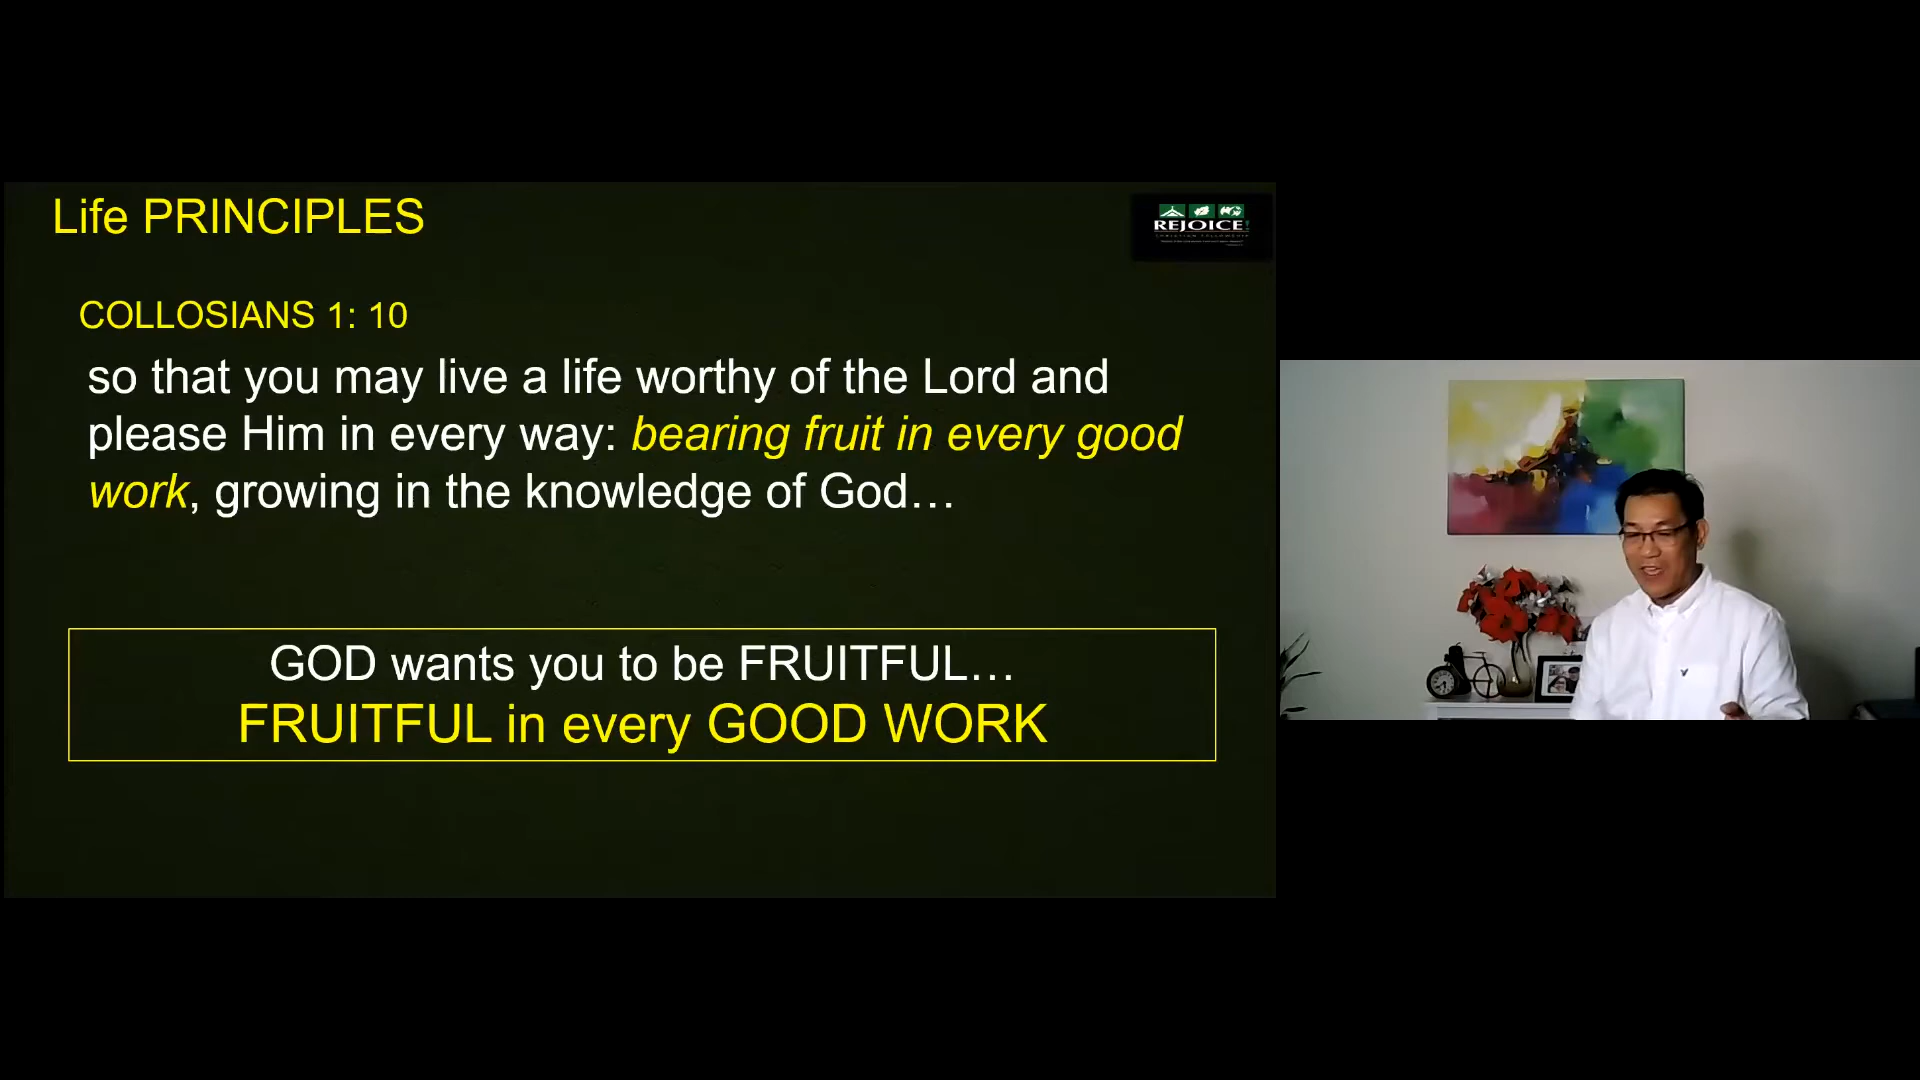 Life PRINCIPLES
REJOICE!
COLLOSIANS 1: 10
so that you may live a life worthy of the Lord and
please Him in every way: bearing fruit in every good
work, growing in the knowledge of God…
GOD wants you to be FRUITFUL…
FRUITFUL in every GOOD WORK